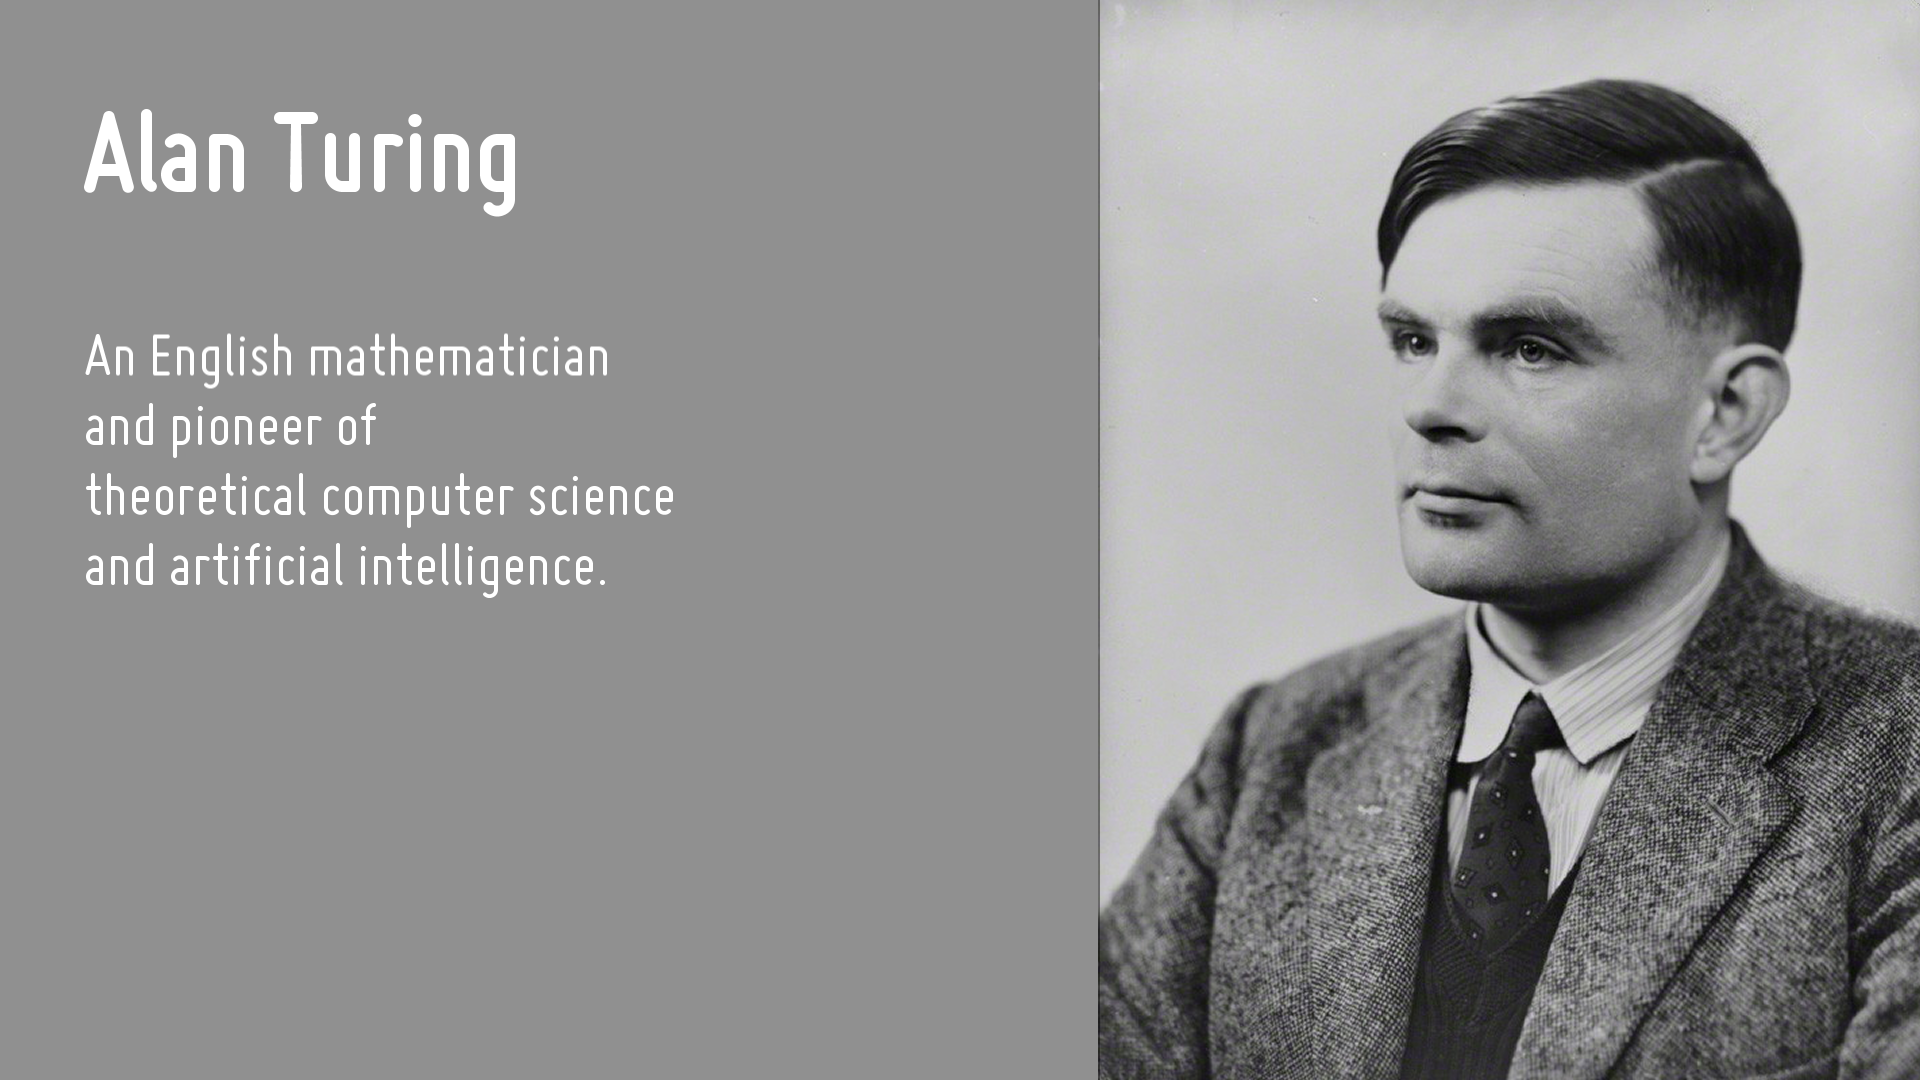 Alan Turing
An English mathematician
and pioneer of
theoretical computer science
and artificial intelligence.